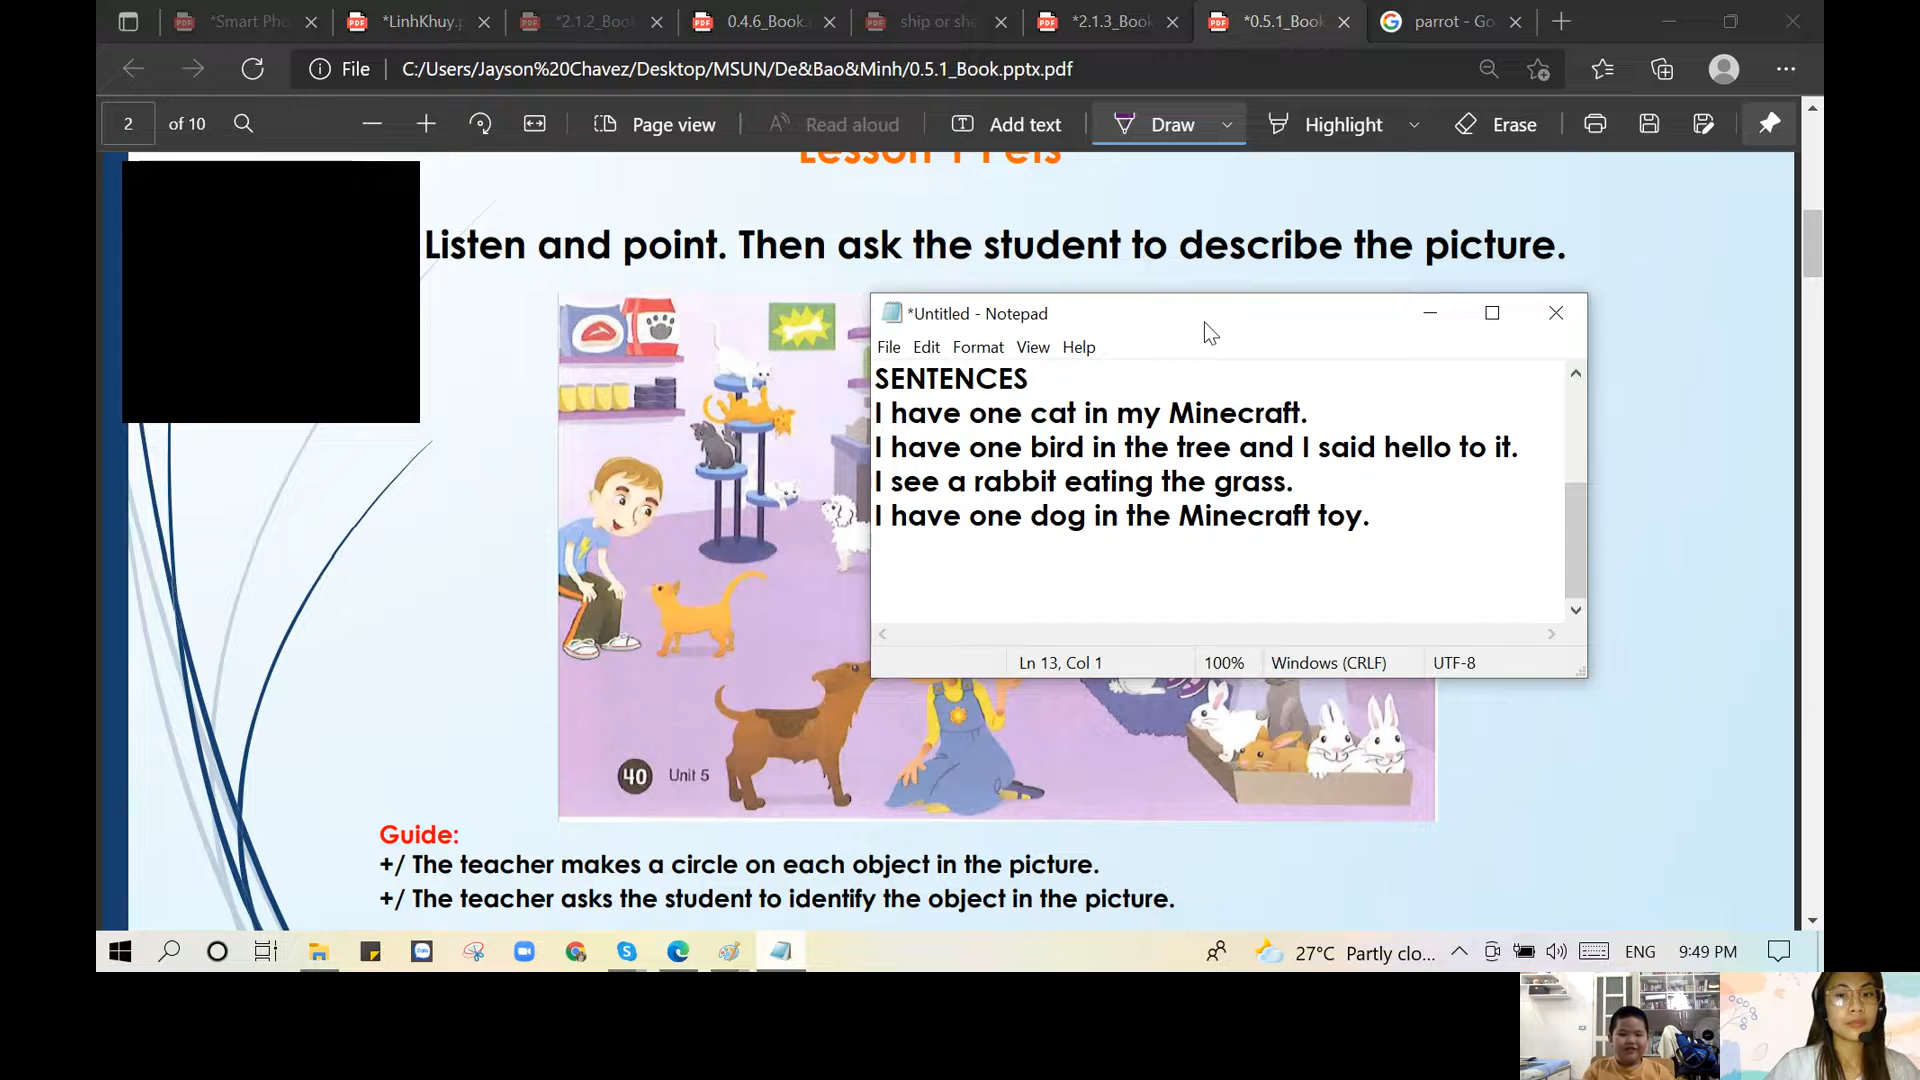 *Smart Pho
*LinkKhuy.p
*2.1.2_Book
0.4.6_Book.p
ship or she
*2.1.3_Book
*0.5.1_Book.
parrot - Go
File
C:/Users/Jayson%20Chavez/Desktop/MSUN/De&Bao&Minh/0.5.1_Book.pptx.pdf
2 of 10
Page view
Read aloud
Add text
Draw
Highlight
Erase
Lesson 1 Pets
Listen and point. Then ask the student to describe the picture.
*Untitled - Notepad
File Edit Format View Help
SENTENCES
I have one cat in my Minecraft.
I have one bird in the tree and I said hello to it.
I see a rabbit eating the grass.
I have one dog in the Minecraft toy.
Ln 13, Col 1
100%
Windows (CRLF)
UTF-8
40 Unit 5
Guide:
+/ The teacher makes a circle on each object in the picture.
+/ The teacher asks the student to identify the object in the picture.
27°C Partly clo...
ENG
9:49 PM